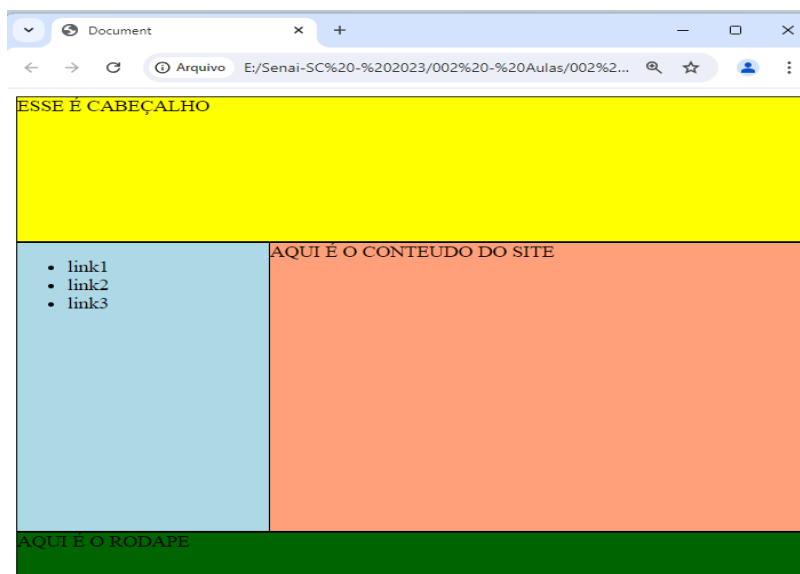 Document
Arquivo E:/Senai-SC%20-%202023/002%20-%20Aulas/002%2...
ESSE É CABEÇALHO
link1
link2
link3
AQUI É O CONTEUDO DO SITE
AQUI É O RODAPE